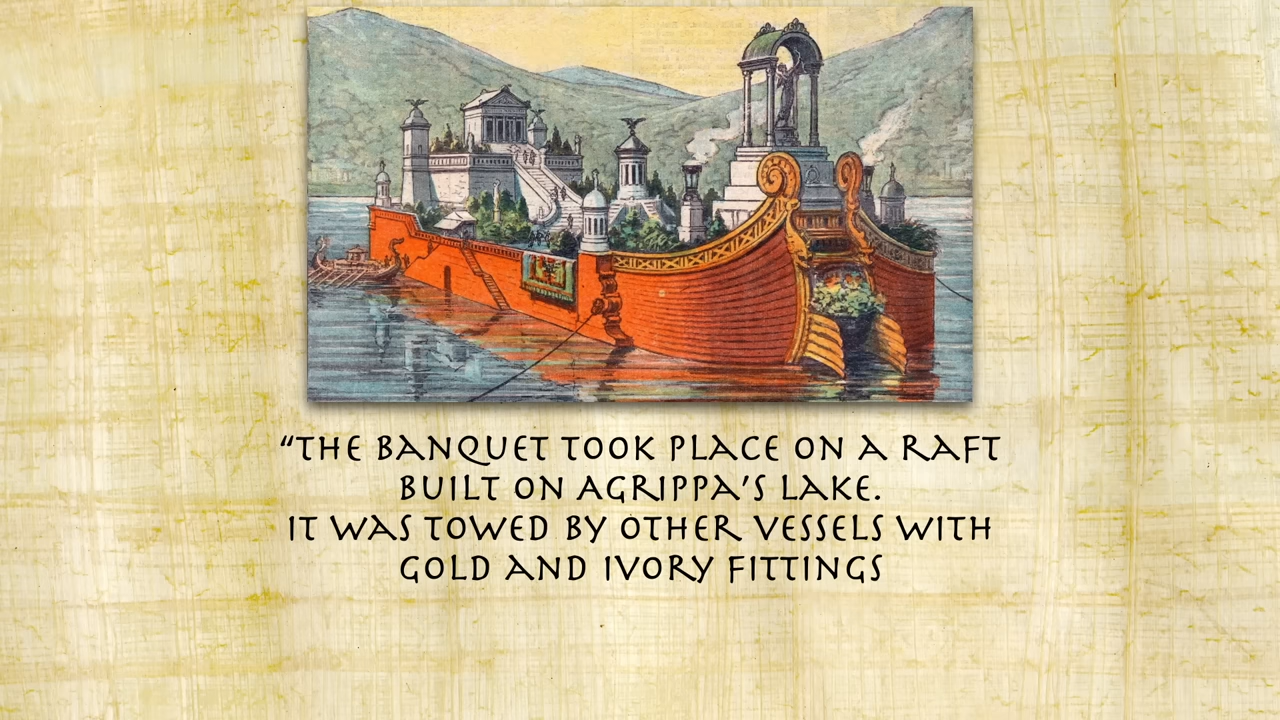 “THE BANQUET TOOK PLACE ON A RAFT
BUILT ON AGRIPPA’S LAKE.
IT WAS TOWED BY OTHER VESSELS WITH
GOLD AND IVORY FITTINGS